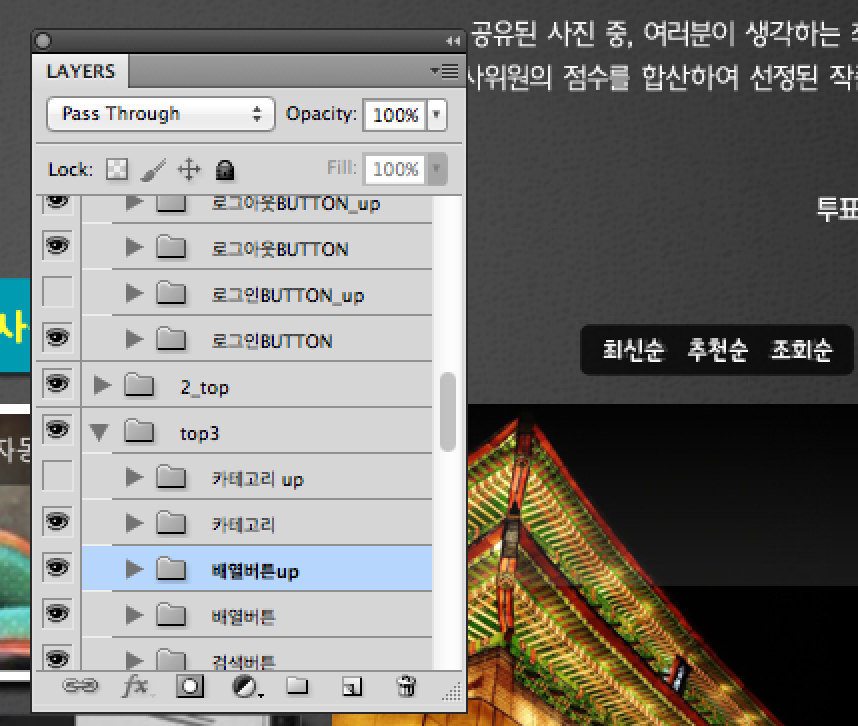 공유된 사진 중, 여러분이 생각하는
사위원의 점수를 합산하여 선정된
LAYERS
Pass Through Opacity: 100%
Lock: Fill: 100%
로그아웃BUTTON_up
로그아웃BUTTON
로그인BUTTON_up
로그인BUTTON
2_top
top3
카테고리 up
카테고리
배열버튼up
배열버튼
검색버튼
fx
투표
최신순 추천순 조회순
사
자동